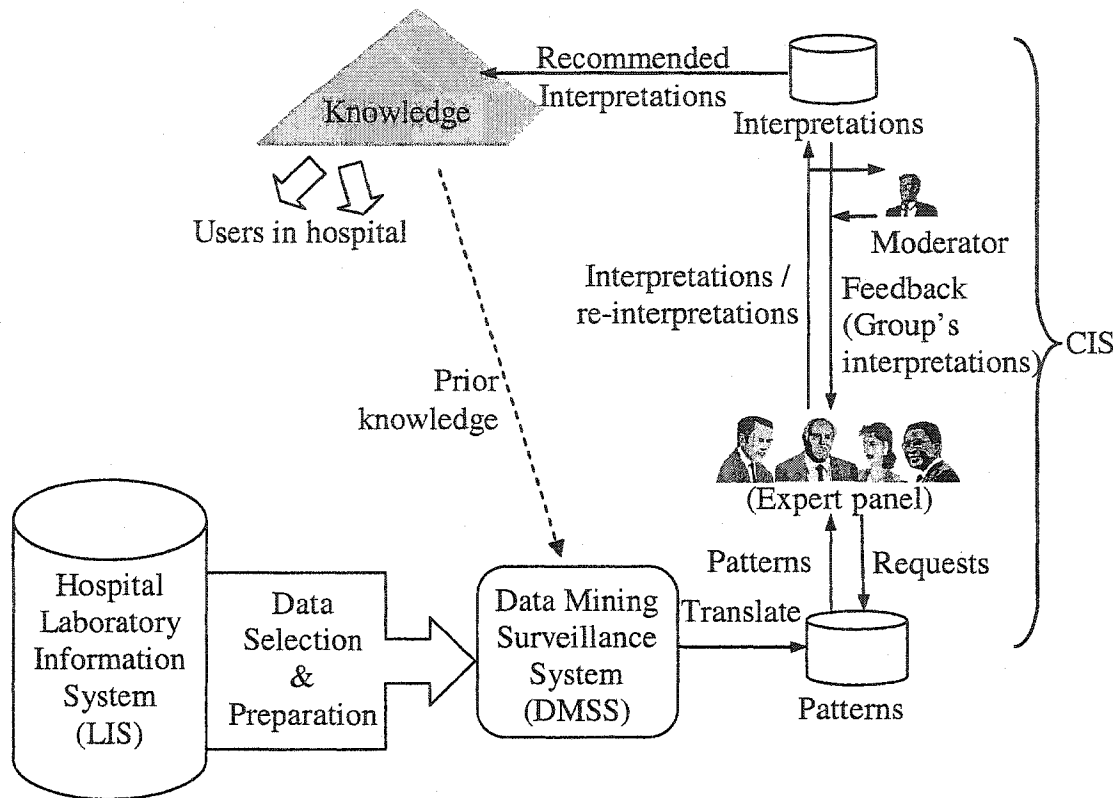 Recommended
Interpretations
Knowledge
Interpretations
Users in hospital
Moderator
Interpretations /
re-interpretations
Feedback
(Group's
interpretations)
CIS
Prior
knowledge
(Expert panel)
Patterns
Requests
Hospital
Laboratory
Information
System
(LIS)
Data
Selection
&
Preparation
Data Mining
Surveillance
System
(DMSS)
Translate
Patterns